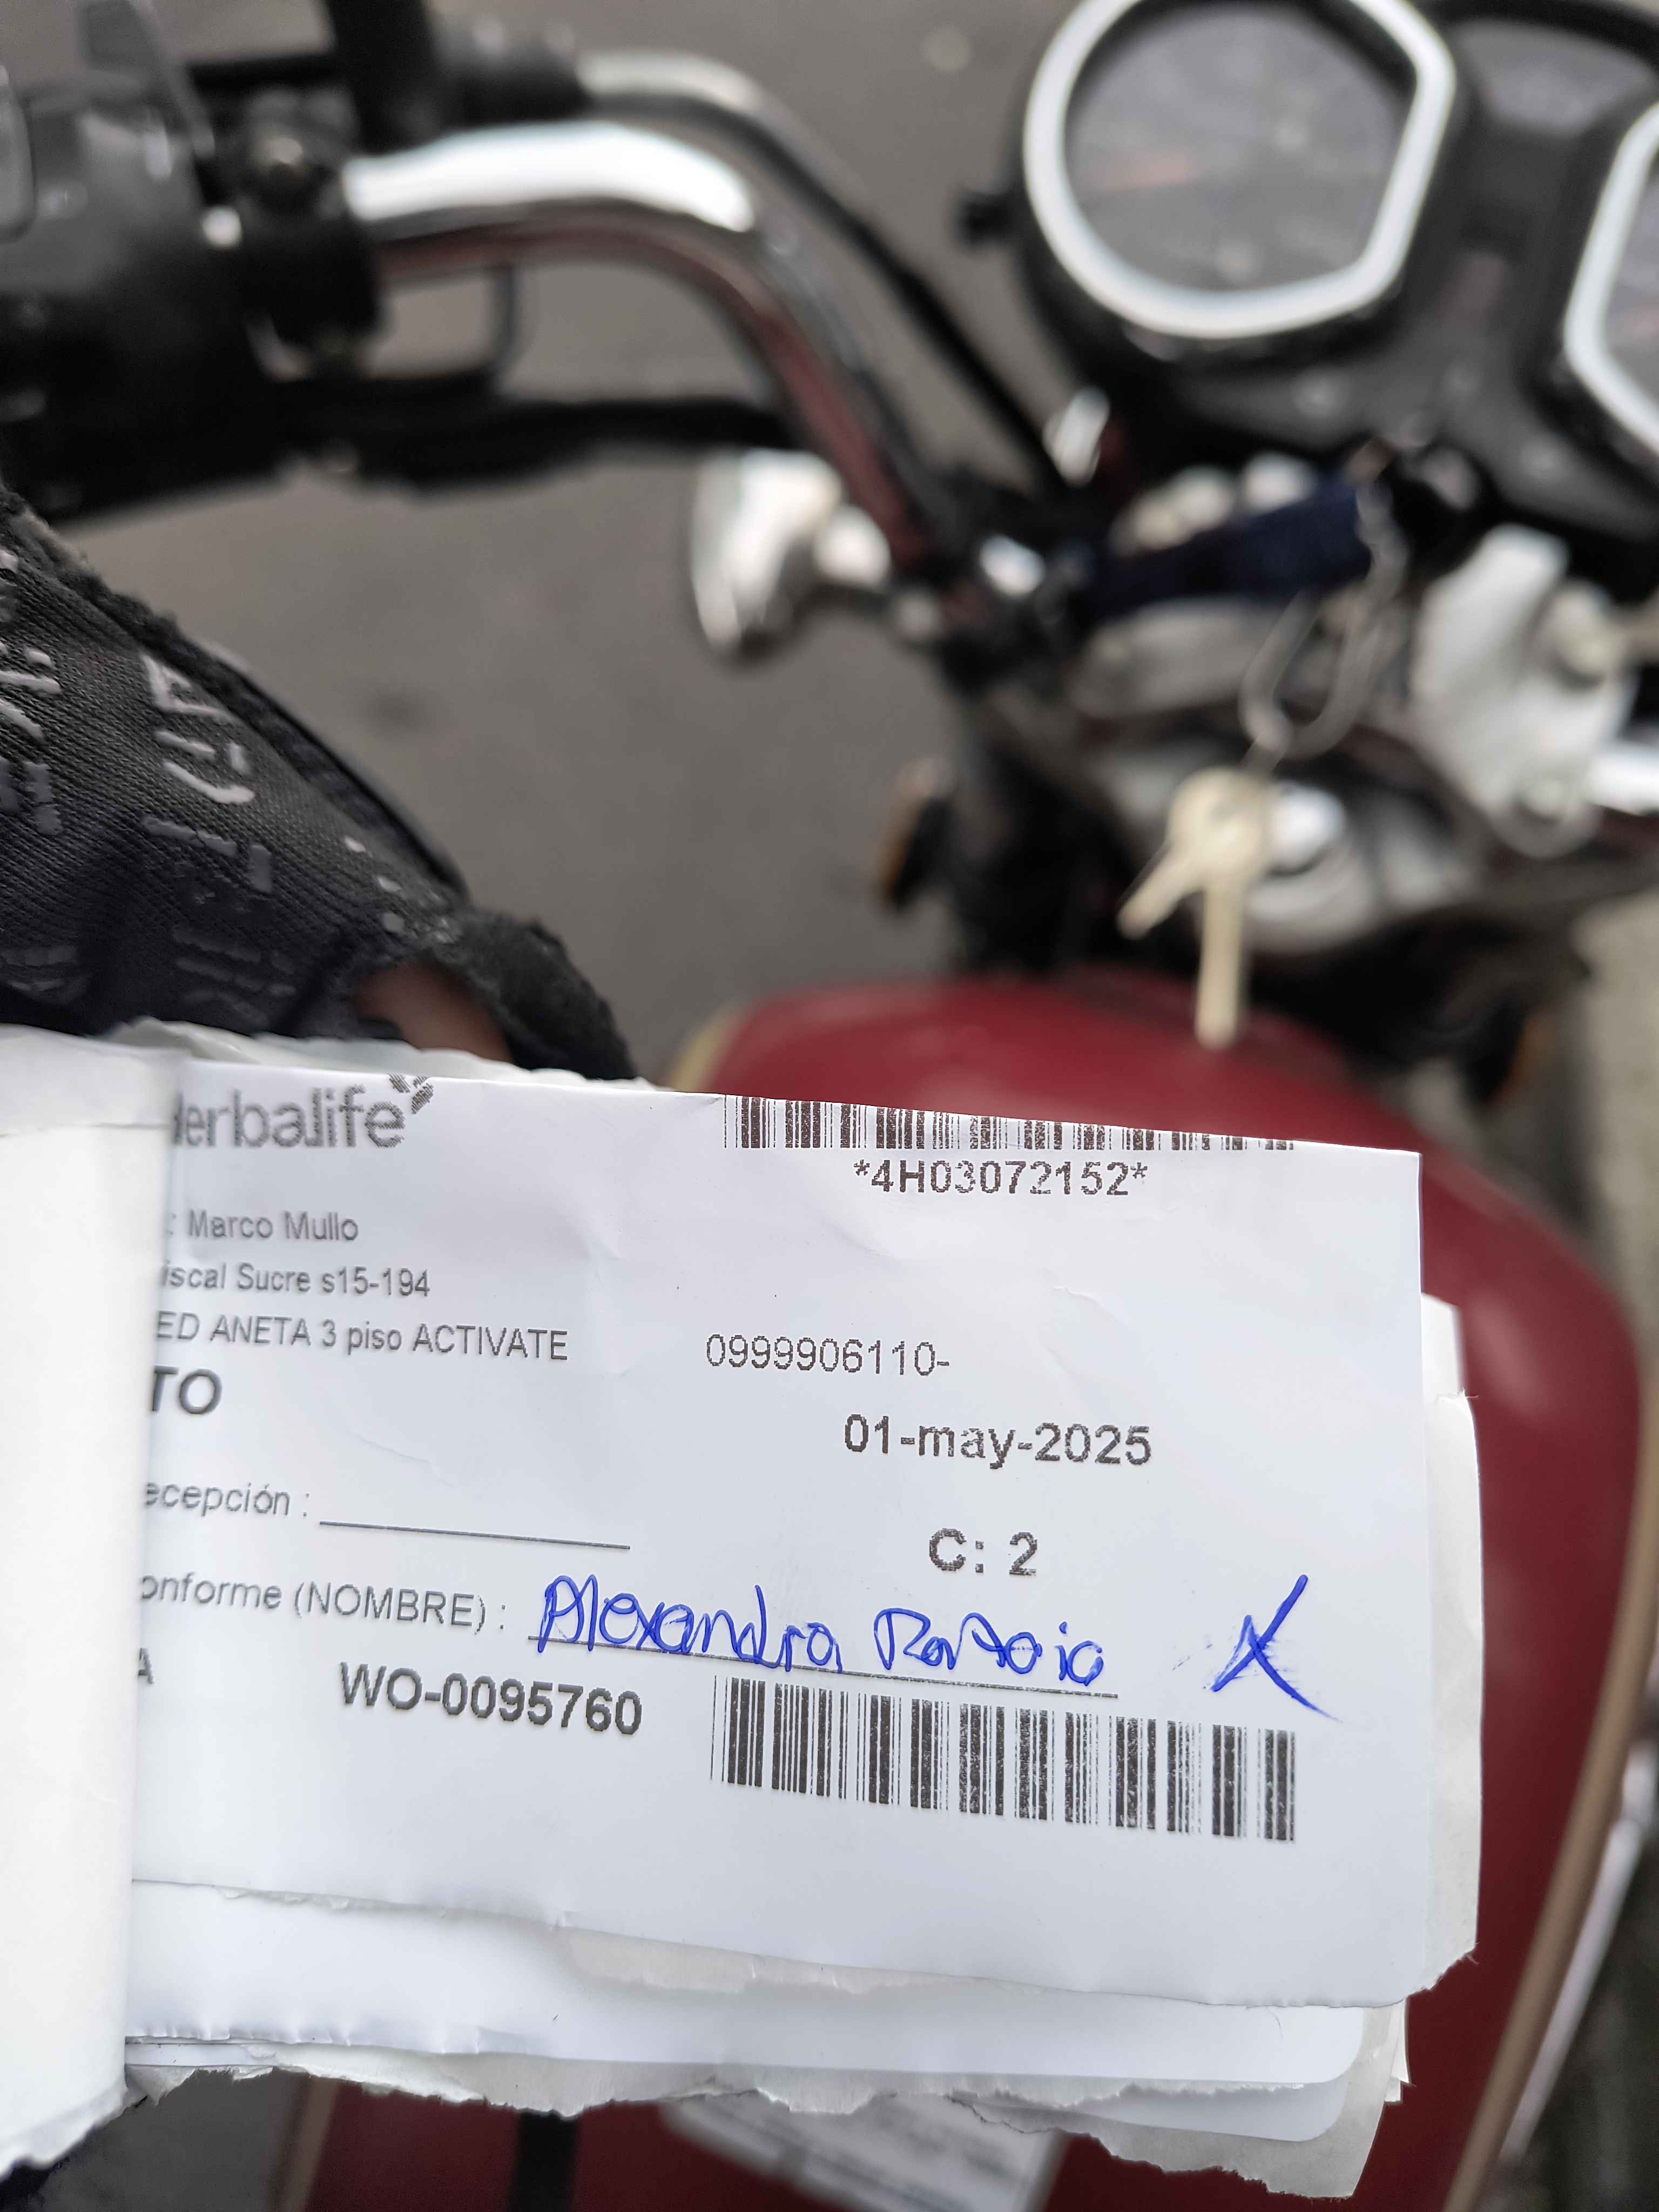 Herbalife
*4H03072152*
: Marco Mullo
iscal Sucre s15-194
ED ANETA 3 piso ACTIVATE
0999906110-
TO
01-may-2025
ecepción :
C: 2
onforme (NOMBRE) : Alexandra
A
WO-0095760